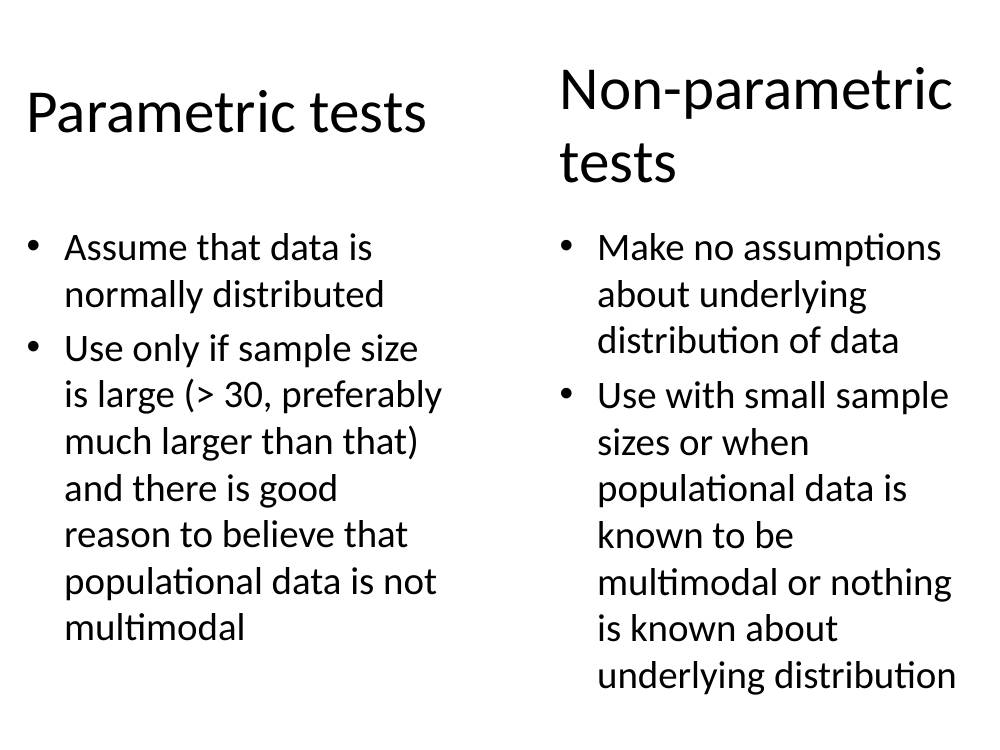 Parametric tests
• Assume that data is
normally distributed
• Use only if sample size
is large (> 30, preferably
much larger than that)
and there is good
reason to believe that
populational data is not
multimodal
Non-parametric
tests
• Make no assumptions
about underlying
distribution of data
• Use with small sample
sizes or when
populational data is
known to be
multimodal or nothing
is known about
underlying distribution